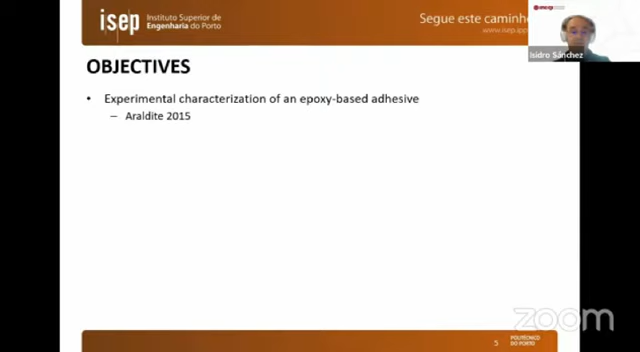 isep
Instituto Superior de
Engenharia do Porto
Segue este caminho
www.isep.ipp
Isidro Sánchez
OBJECTIVES
• Experimental characterization of an epoxy-based adhesive
– Araldite 2015
zoom
5
POLITÉCNICO
DO PORTO